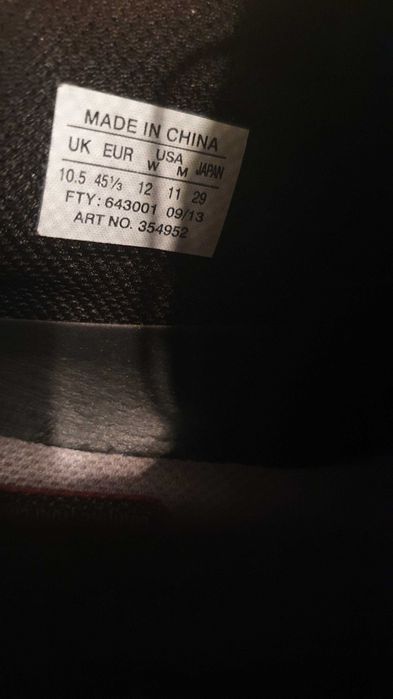 MADE IN CHINA
UK EUR USA W M JAPAN
10.5 45⅓ 12 11 29
FTY: 643001 09/13
ART NO. 354952